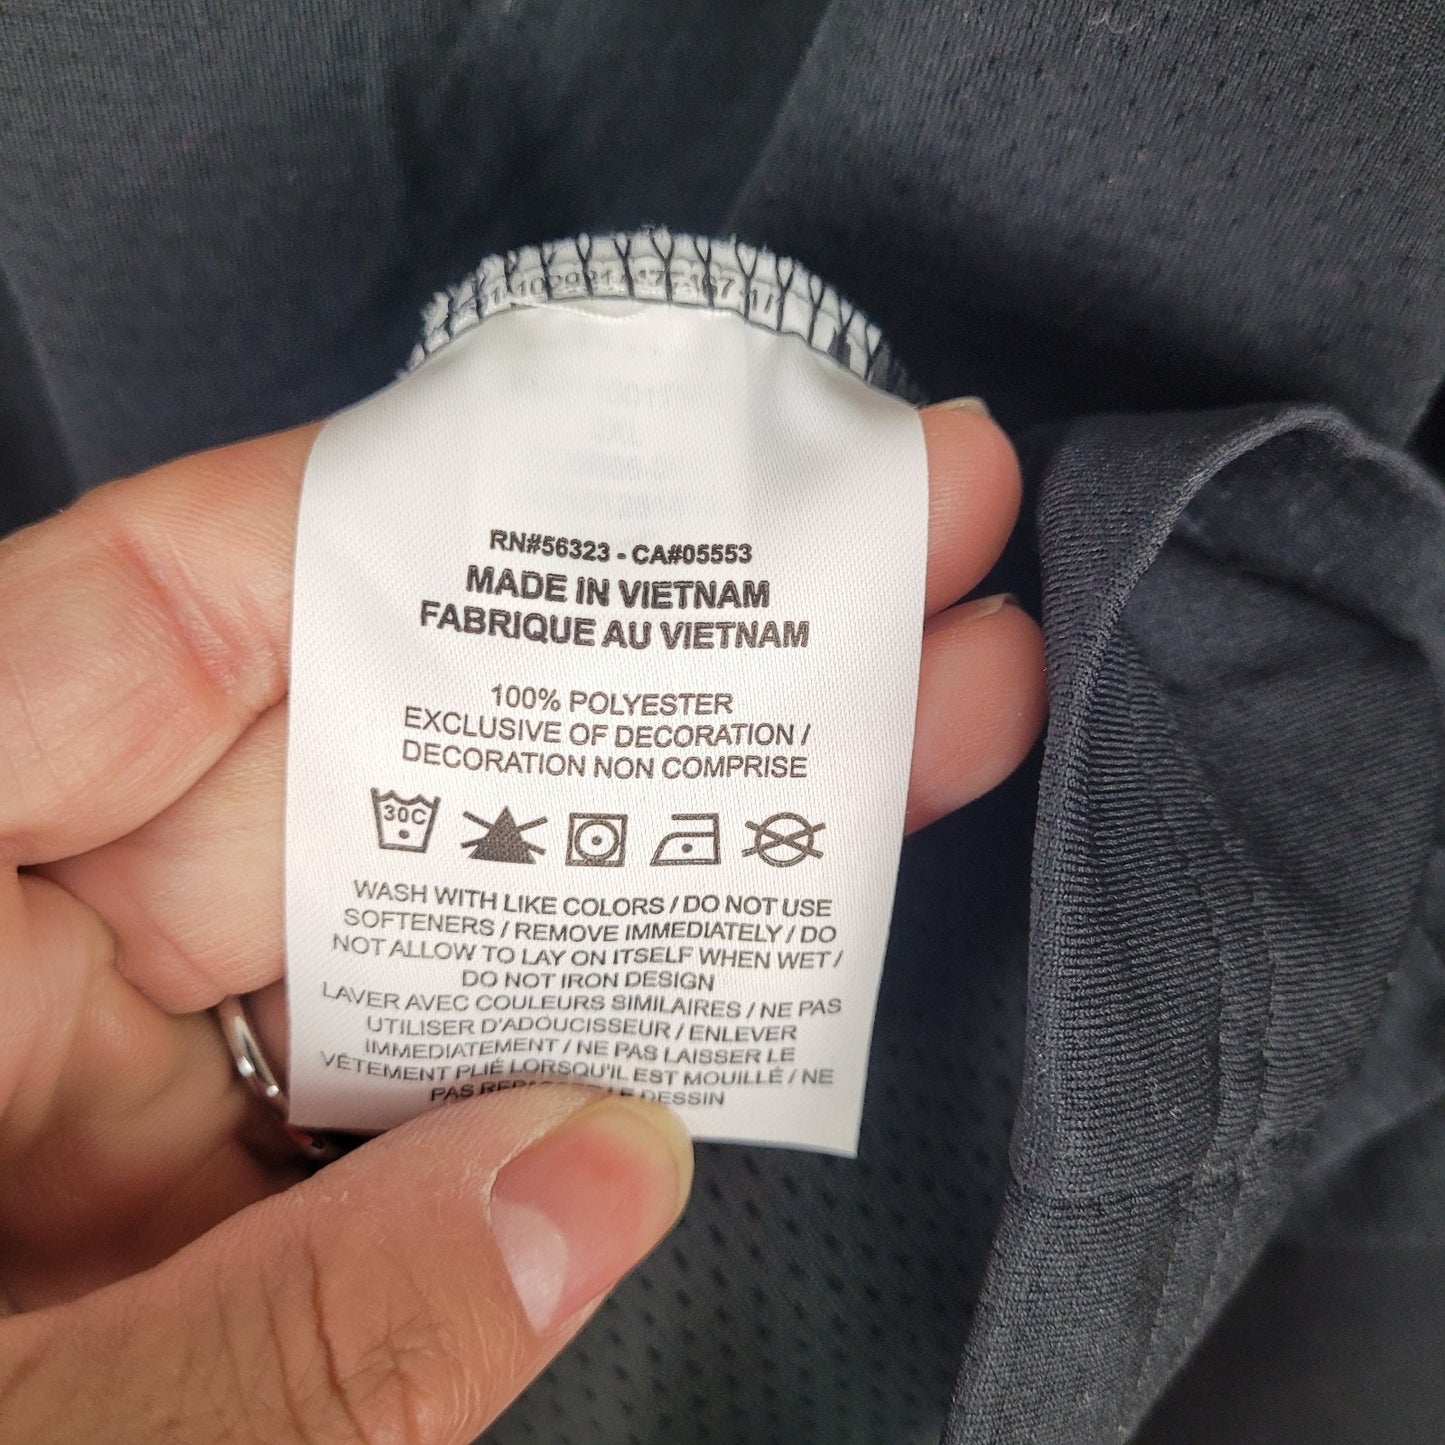 RN#56323 - CA#05553
MADE IN VIETNAM
FABRIQUE AU VIETNAM
100% POLYESTER
EXCLUSIVE OF DECORATION /
DECORATION NON COMPRISE
30C
WASH WITH LIKE COLORS / DO NOT USE
SOFTENERS / REMOVE IMMEDIATELY / DO
NOT ALLOW TO LAY ON ITSELF WHEN WET /
DO NOT IRON DESIGN
LAVER AVEC COULEURS SIMILAIRES / NE PAS
UTILISER D'ADOUCISSEUR / ENLEVER
IMMEDIATEMENT / NE PAS LAISSER LE
VÊTEMENT PLIÉ LORSQU'IL EST MOUILLÉ / NE
PAS DESSIN